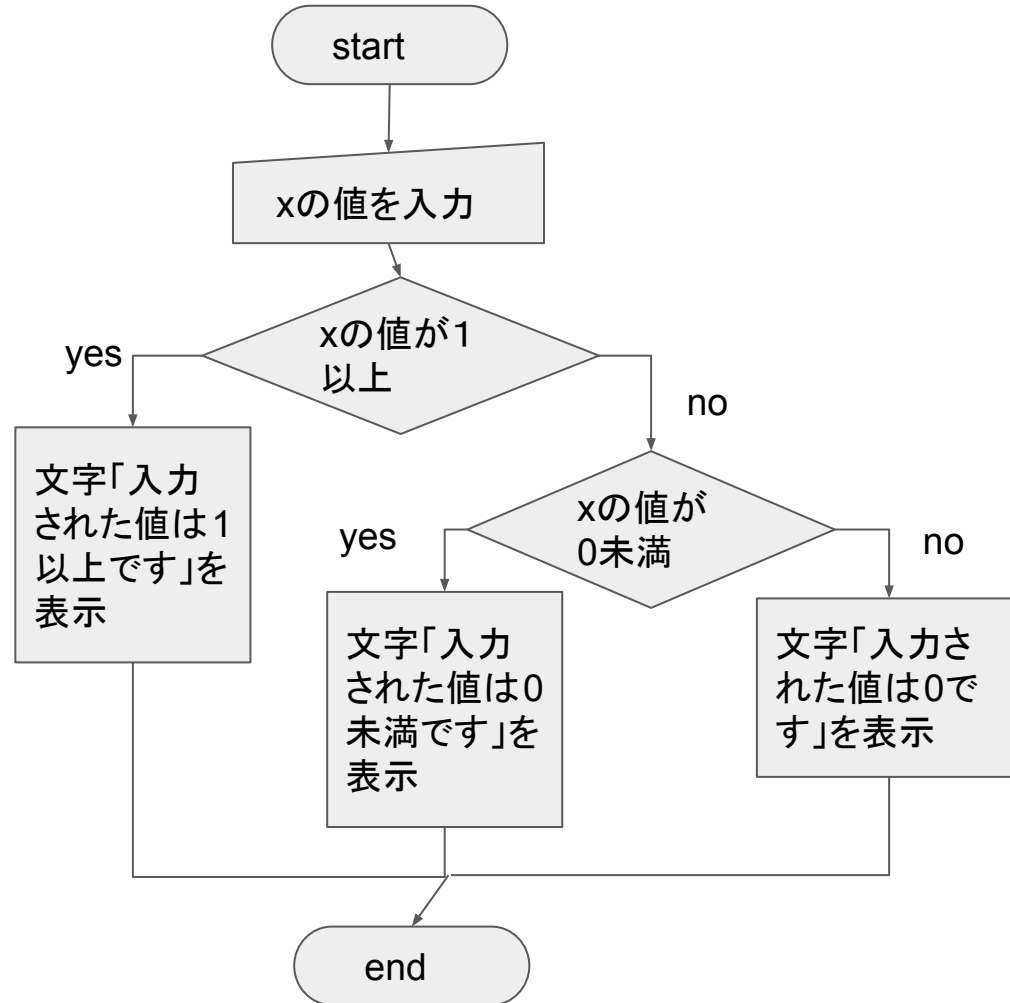 start
xの値を入力
xの値が１
以上
yes
no
文字「入力
された値は1
以上です」を
表示
xの値が
0未満
yes
no
文字「入力
された値は0
未満です」を
表示
文字「入力さ
れた値は0で
す」を表示
end